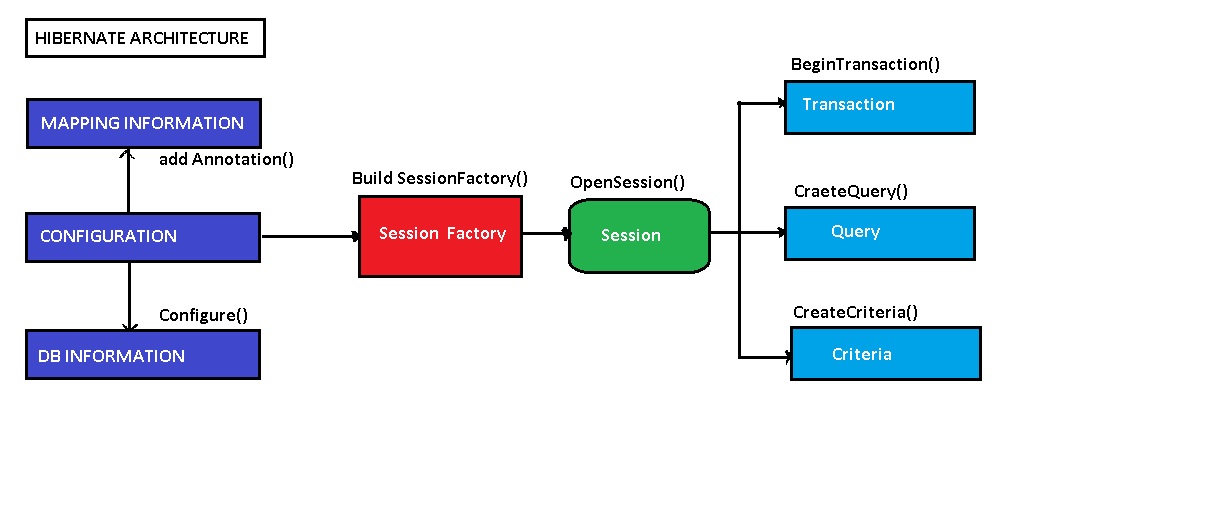 HIBERNATE ARCHITECTURE
MAPPING INFORMATION
add Annotation()
CONFIGURATION
Configure()
DB INFORMATION
Build SessionFactory()
Session Factory
OpenSession()
Session
BeginTransaction()
Transaction
CraeteQuery()
Query
CreateCriteria()
Criteria